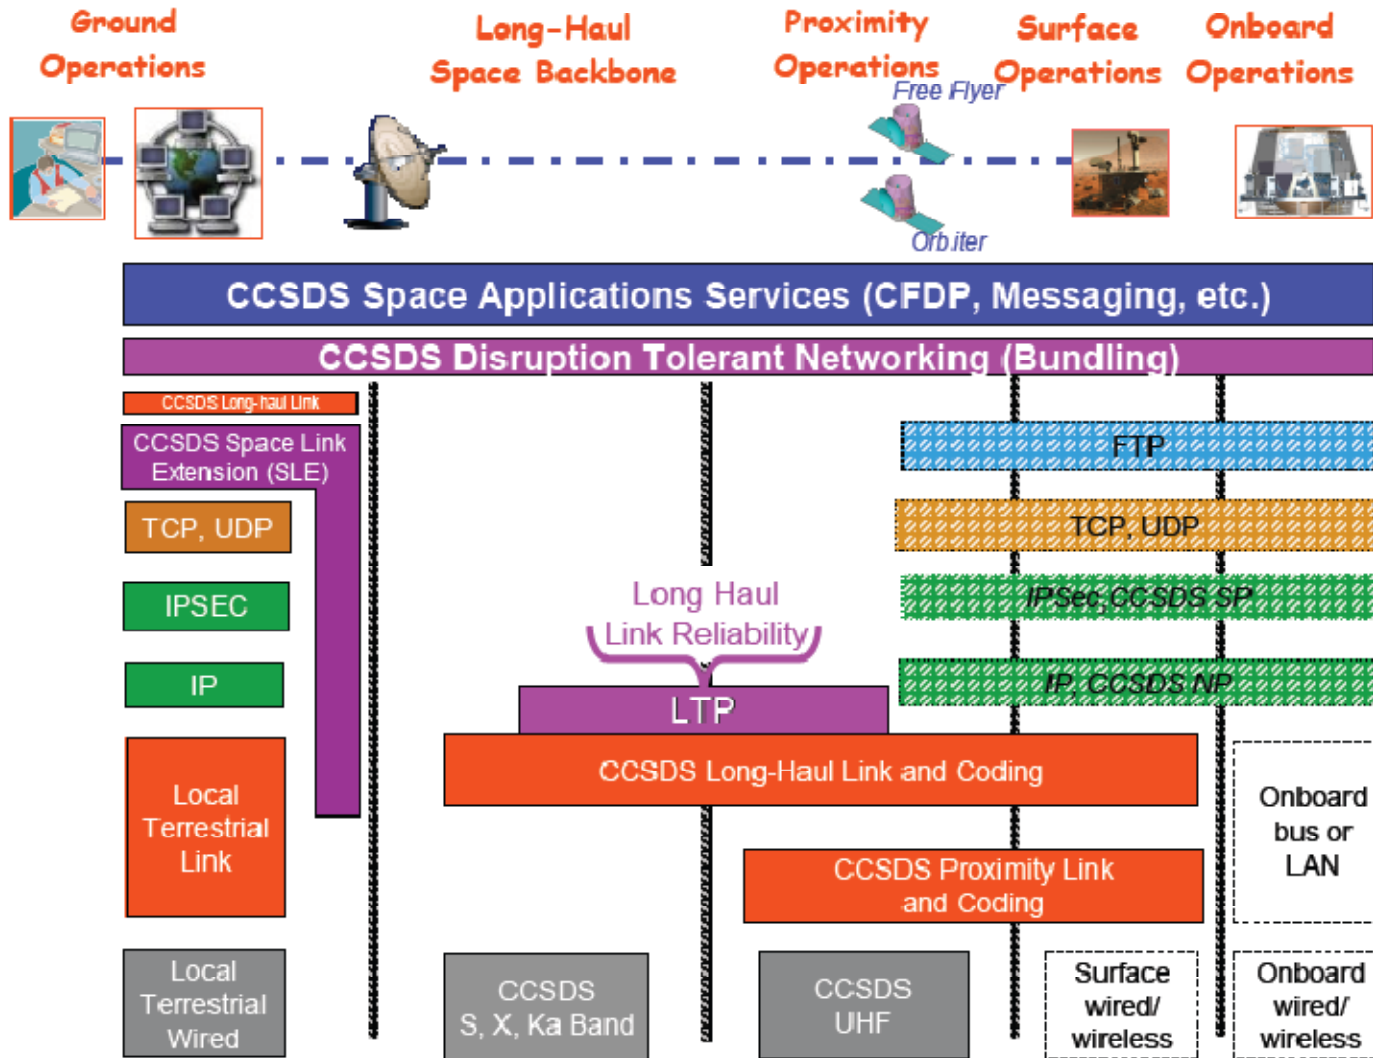 Ground
Operations
Long-Haul
Space Backbone
Proximity
Operations
Surface
Operations
Onboard
Operations
Free Flyer
Orbiter
CCSDS Space Applications Services (CFDP, Messaging, etc.)
CCSDS Disruption Tolerant Networking (Bundling)
CCSDS Long-haul Link
CCSDS Space Link
Extension (SLE)
FTP
TCP, UDP
TCP, UDP
IPSEC
Long Haul
Link Reliability
IPSec,CCSDS SP
IP
LTP
IP, CCSDS NP
CCSDS Long-Haul Link and Coding
Local
Terrestrial
Link
Onboard
bus or
LAN
CCSDS Proximity Link
and Coding
Local
Terrestrial
Wired
CCSDS
S, X, Ka Band
CCSDS
UHF
Surface
wired/
wireless
Onboard
wired/
wireless